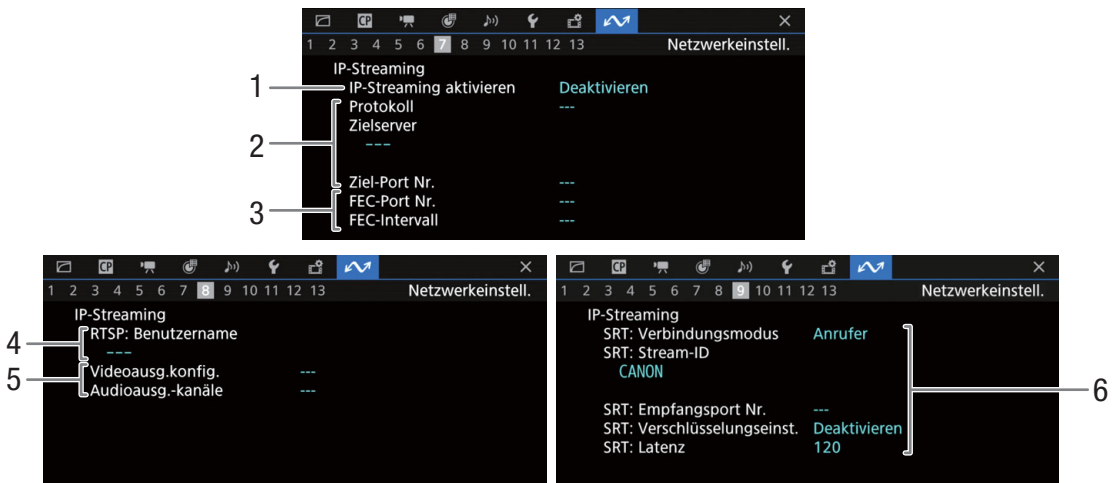 CP
1 2 3 4 5 6 7 8 9 10 11 12 13 Netzwerkeinstell.
IP-Streaming
1 IP-Streaming aktivieren Deaktivieren
Protokoll ---
Zielserver
2 ---
Ziel-Port Nr. ---
FEC-Port Nr. ---
3 FEC-Intervall ---
CP
1 2 3 4 5 6 7 8 9 10 11 12 13 Netzwerkeinstell.
IP-Streaming
RTSP: Benutzername
4 ---
5 Videoausg.konfig. ---
Audioausg.-kanäle ---
CP
1 2 3 4 5 6 7 8 9 10 11 12 13 Netzwerkeinstell.
IP-Streaming
SRT: Verbindungsmodus Anrufer
SRT: Stream-ID
CANON
6
SRT: Empfangsport Nr. ---
SRT: Verschlüsselungseinst. Deaktivieren
SRT: Latenz 120